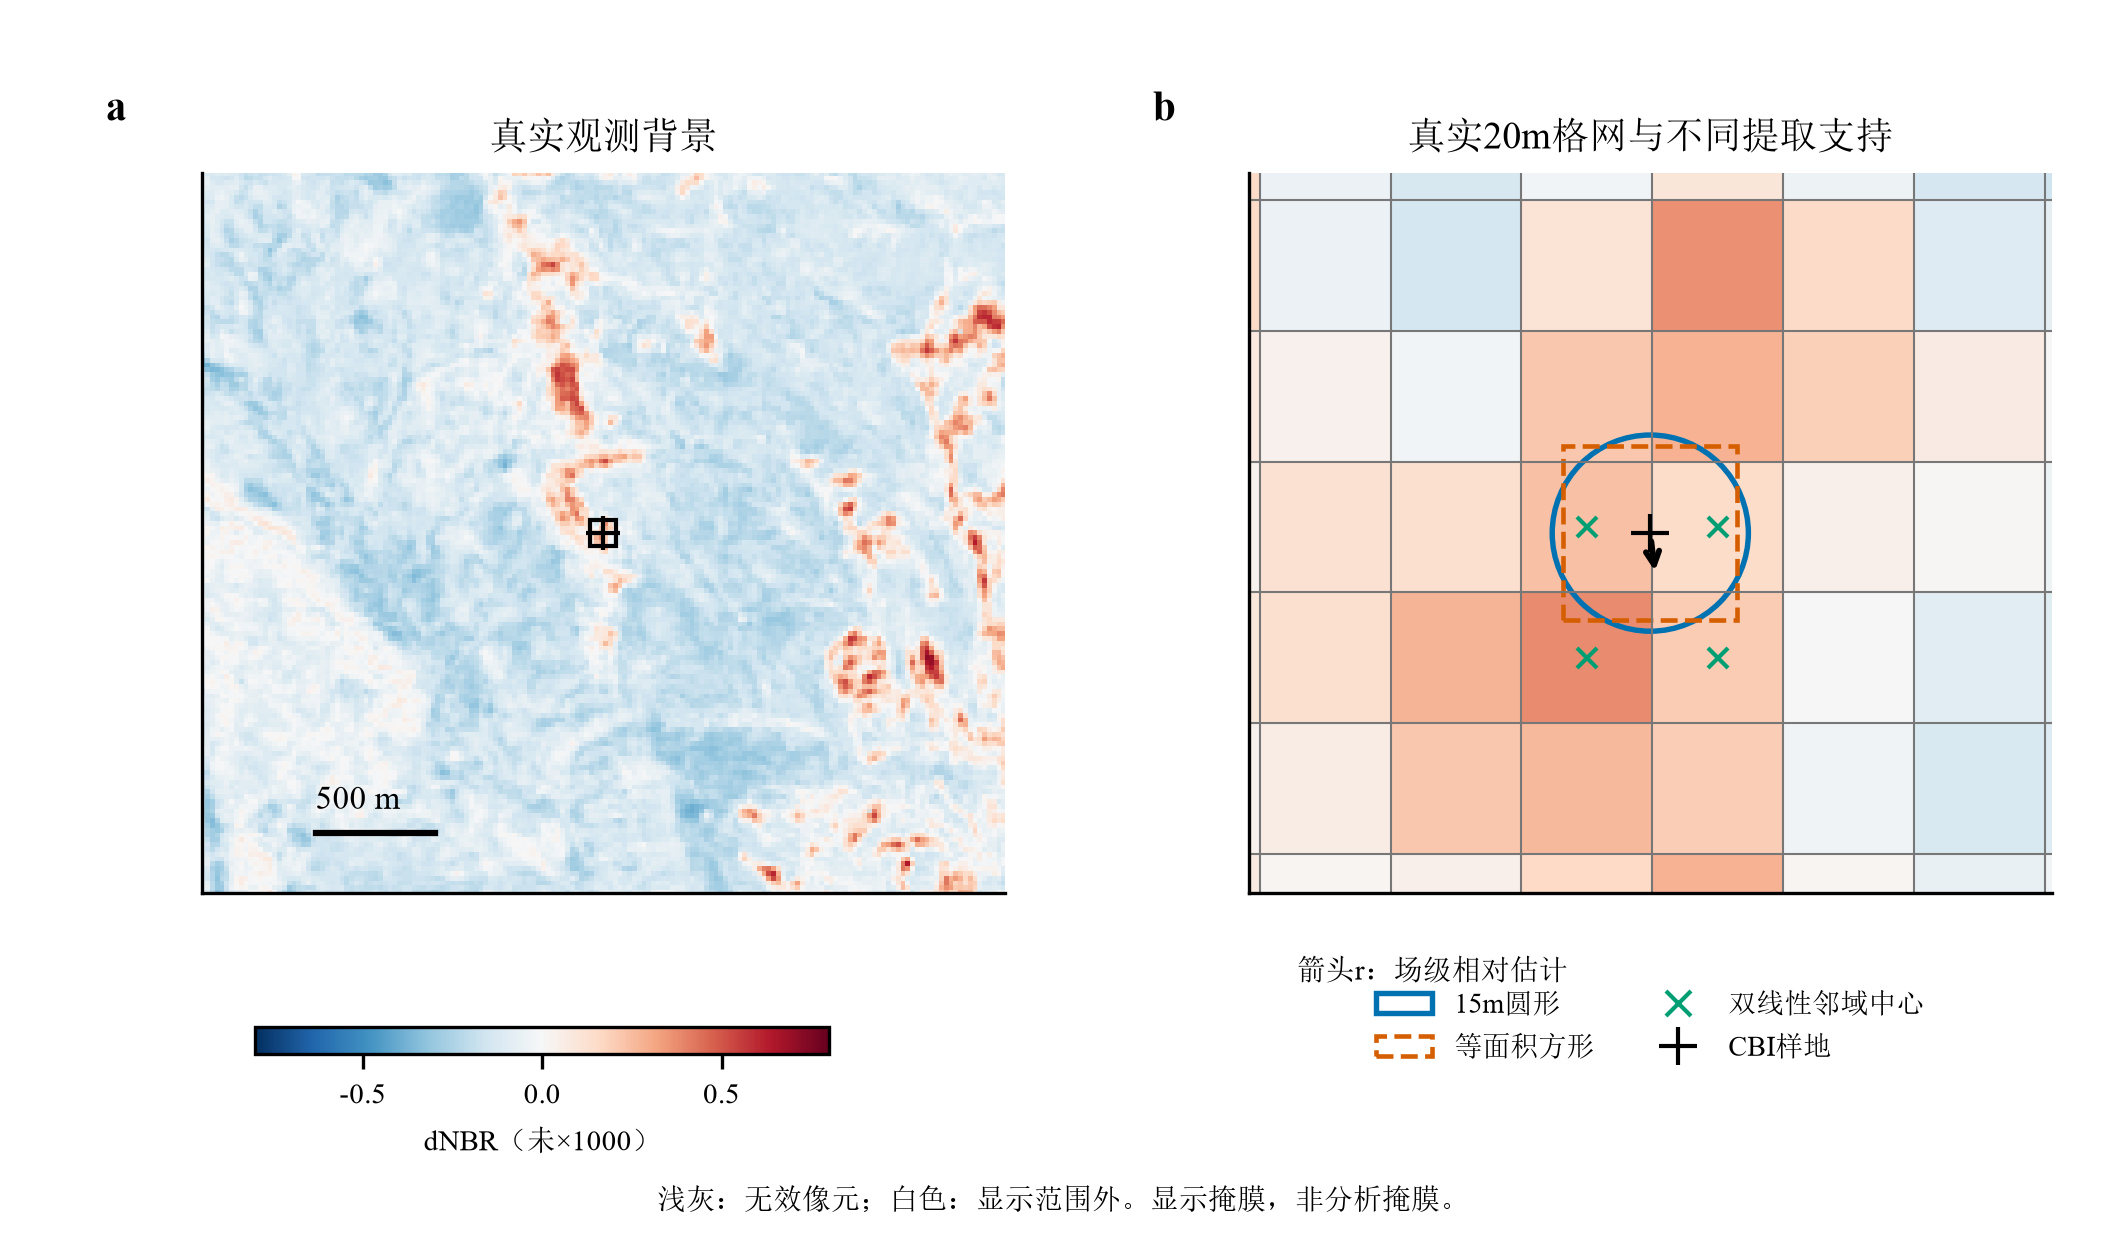 a
真实观测背景
500 m
-0.5 0.0 0.5
dNBR（未×1000）
b
真实20m格网与不同提取支持
箭头r：场级相对估计
15m圆形
双线性邻域中心
等面积方形
CBI样地
浅灰：无效像元；白色：显示范围外。显示掩膜，非分析掩膜。